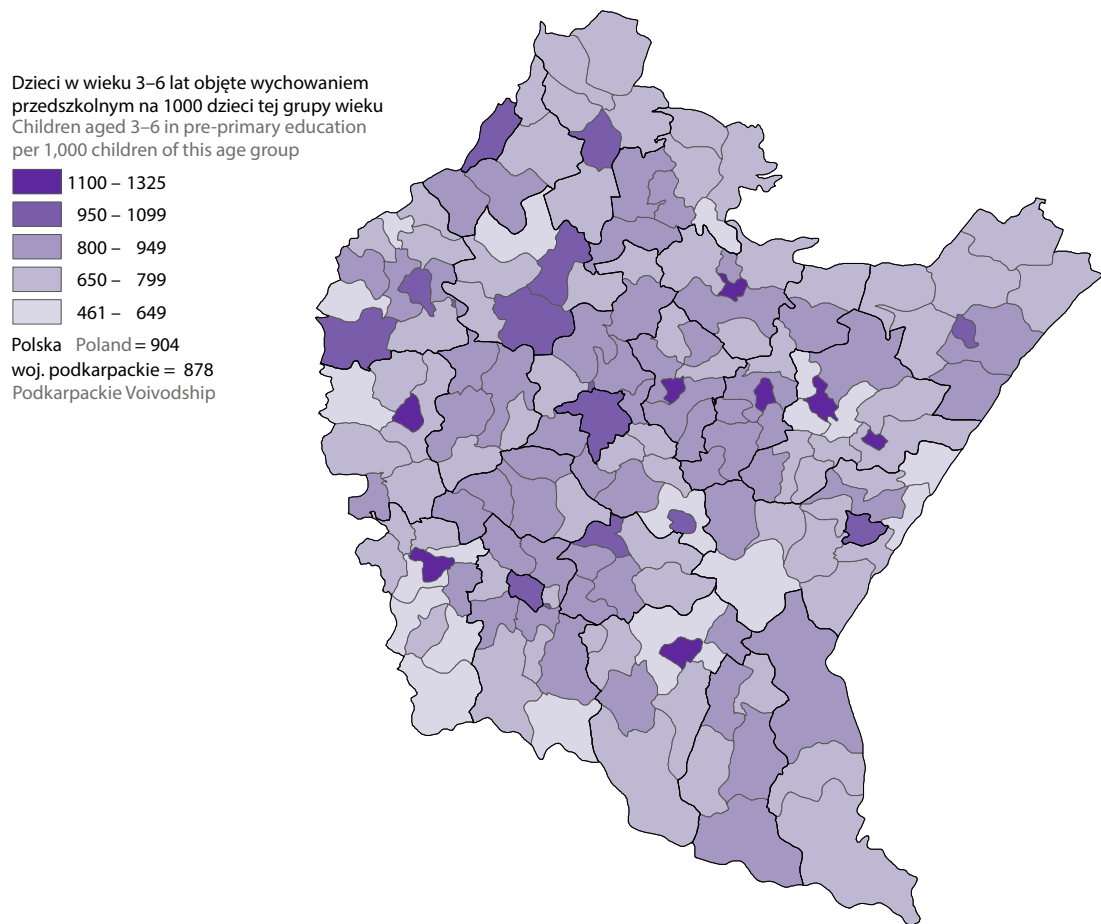 Dzieci w wieku 3–6 lat objęte wychowaniem
przedszkolnym na 1000 dzieci tej grupy wieku
Children aged 3–6 in pre-primary education
per 1,000 children of this age group
1100 – 1325
950 – 1099
800 – 949
650 – 799
461 – 649
Polska Poland = 904
woj. podkarpackie = 878
Podkarpackie Voivodship